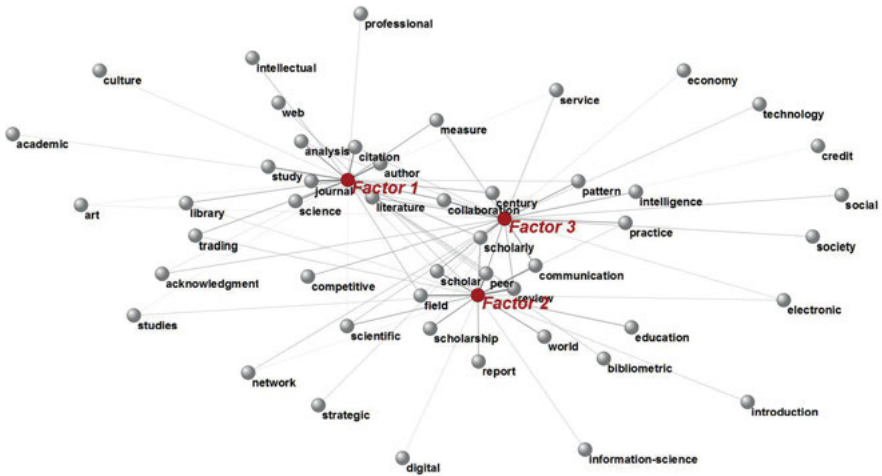 professional
intellectual
culture
economy
web
service
technology
measure
academic
analysis
citation
credit
study
author
journal
Factor 1
century
pattern
intelligence
social
art
library
science
literature
collaboration
Factor 3
practice
trading
scholarly
society
acknowledgment
competitive
scholar
peer
communication
field
Factor 2
review
electronic
studies
scientific
scholarship
world
education
report
bibliometric
network
strategic
introduction
digital
information-science